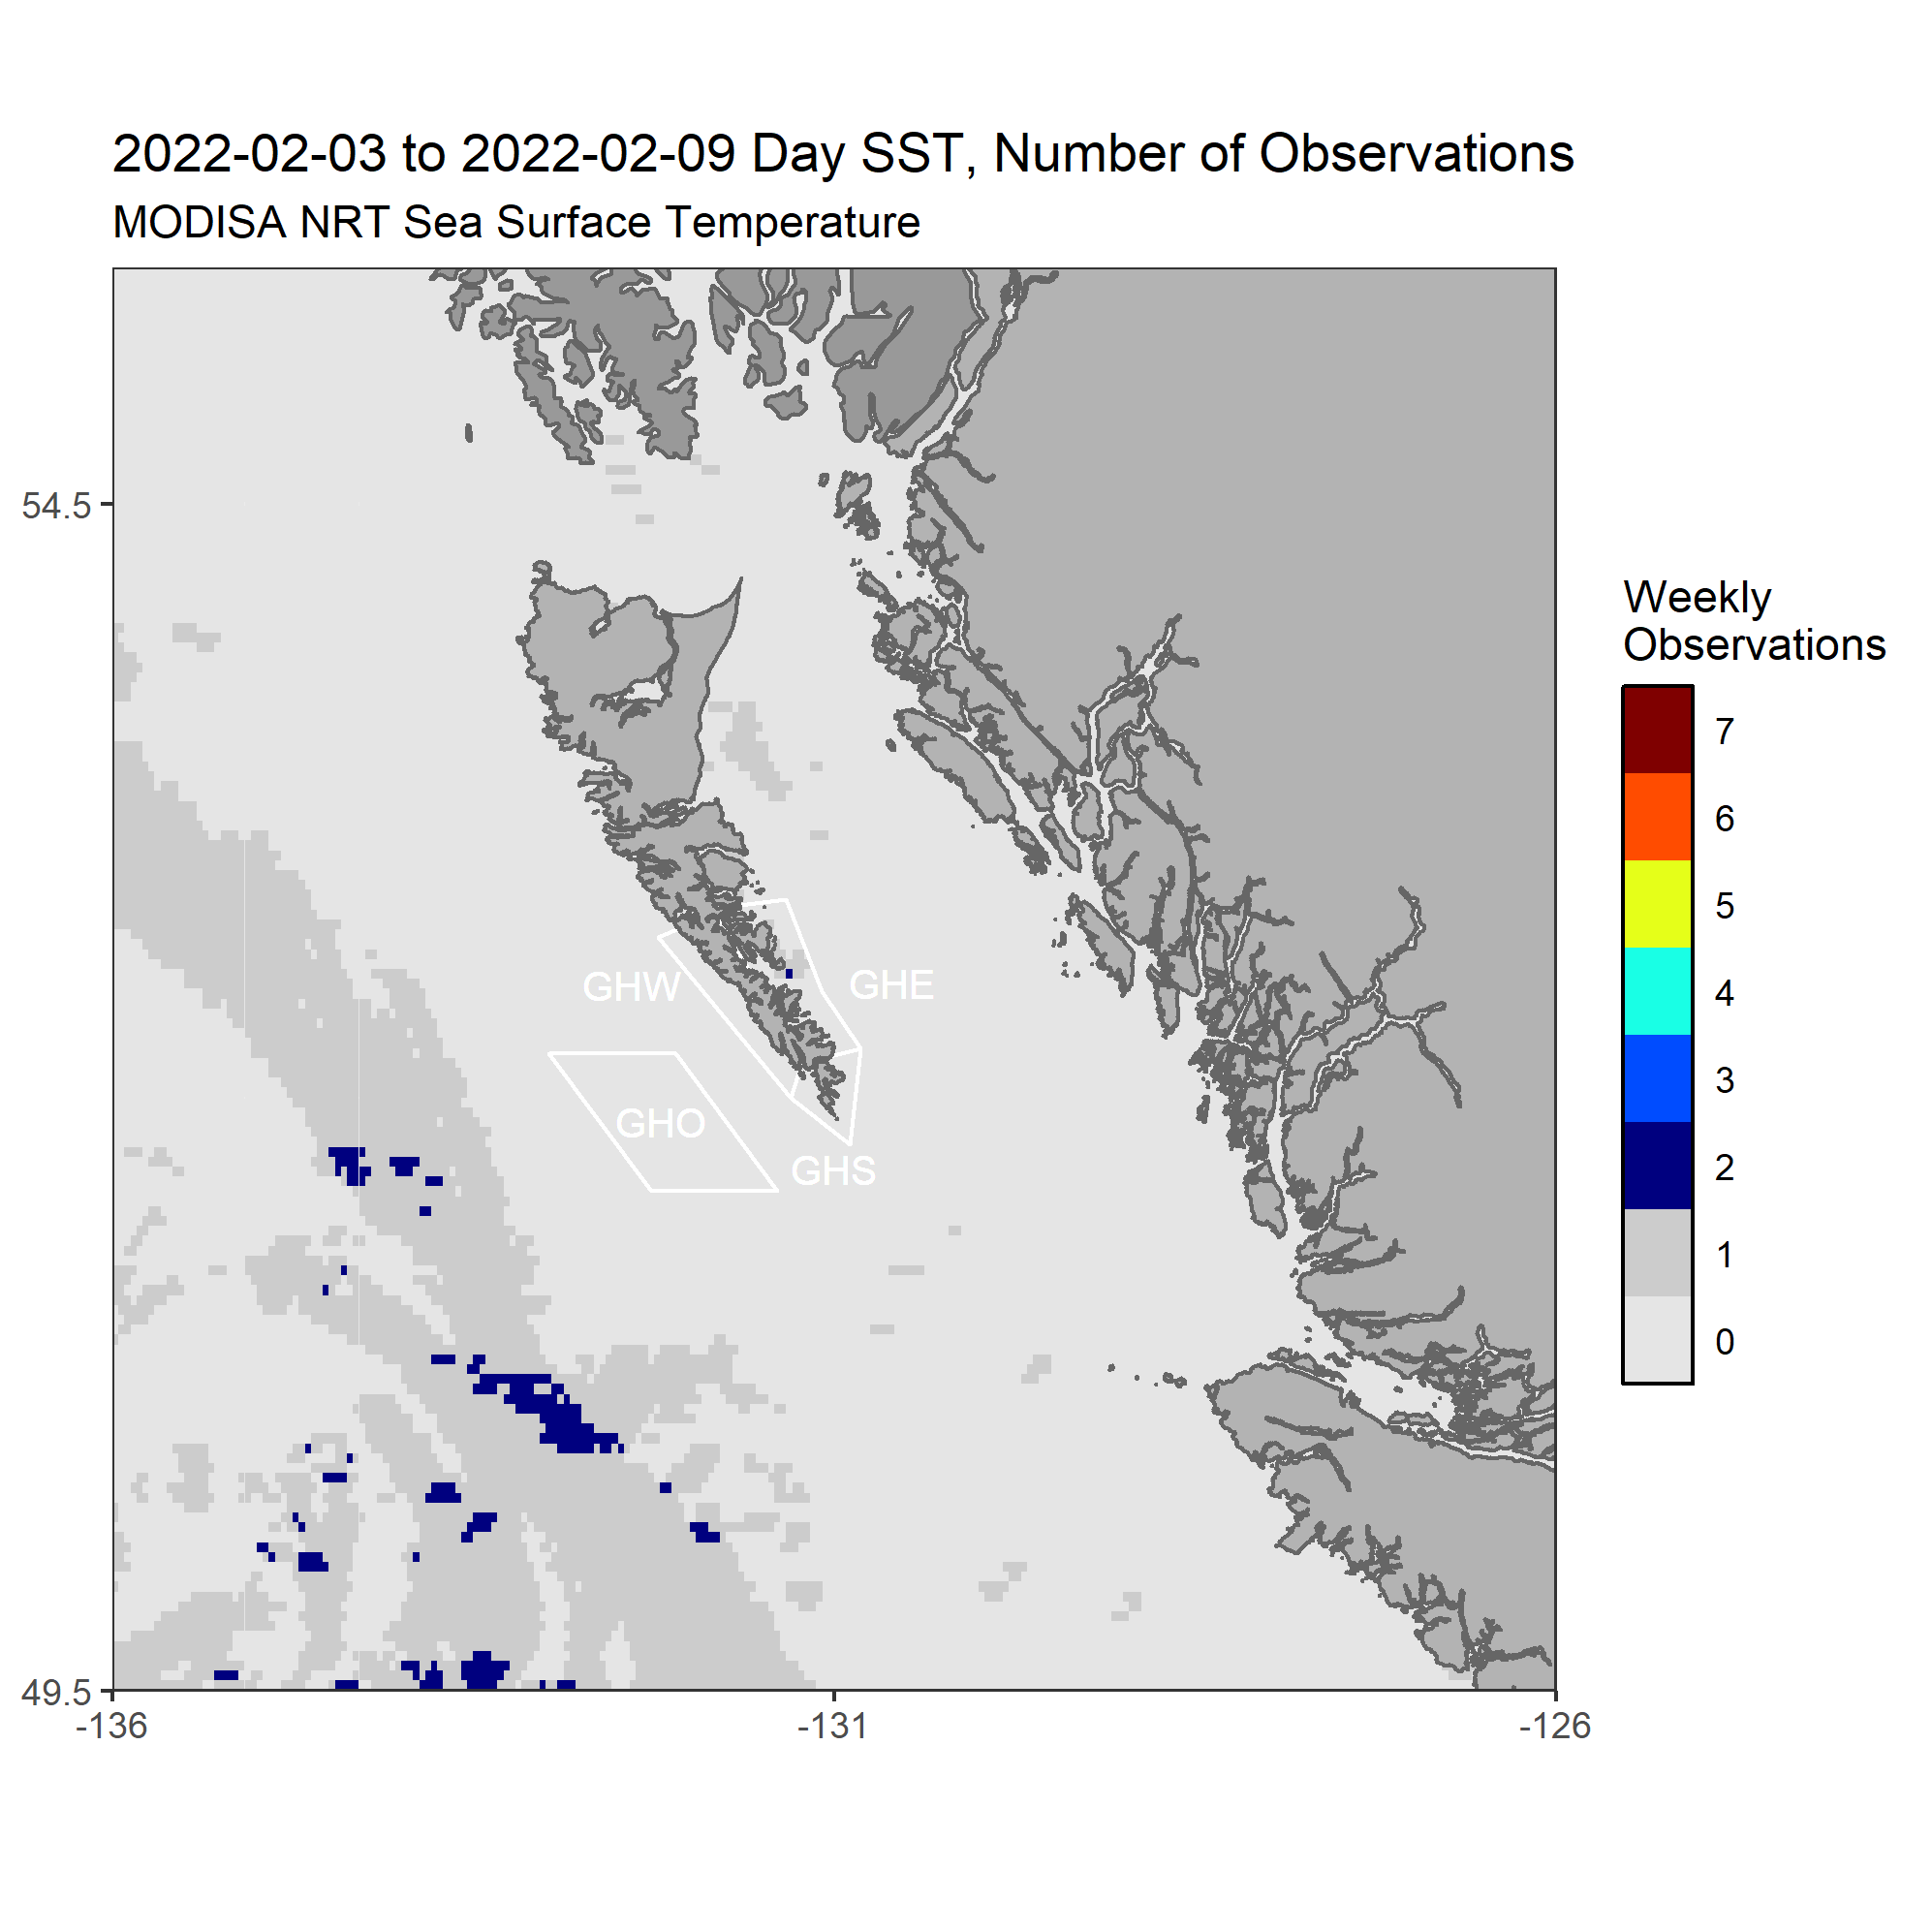 2022-02-03 to 2022-02-09 Day SST, Number of Observations
MODISA NRT Sea Surface Temperature
54.5
49.5
-136
-131
-126
GHW
GHE
GHO
GHS
Weekly
Observations
7
6
5
4
3
2
1
0